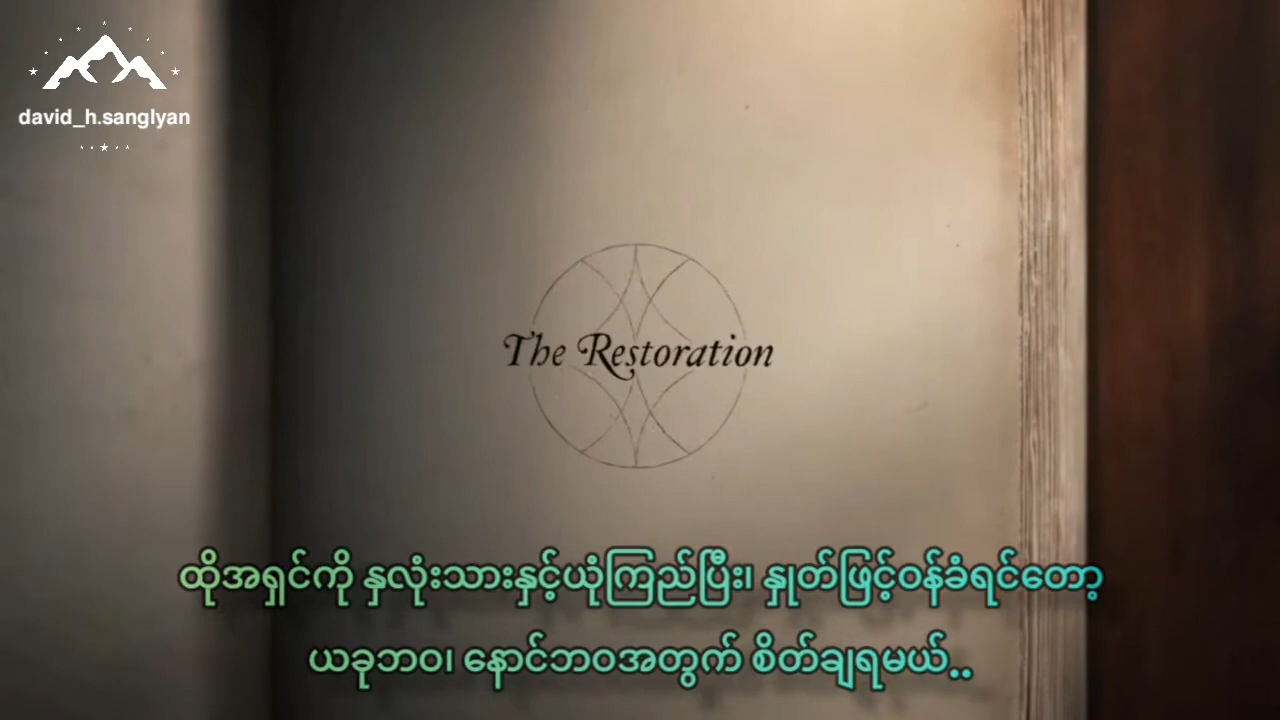 david_h.sanglyan
The Restoration
ထိုအရှင်ကို နှလုံးသားနှင့်ယုံကြည်ပြီး၊ နှုတ်ဖြင့်ဝန်ခံရင်တော့
ယခုဘဝ၊ နောင်ဘဝအတွက် စိတ်ချရမယ်..